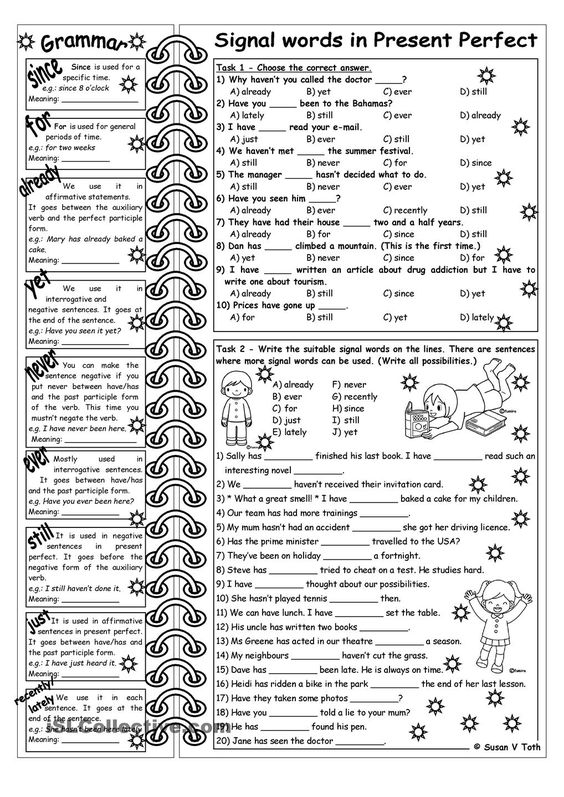 Grammar
since
Since is used for a
specific time.
e.g.: since 8 o'clock
Meaning: ____________
for
For is used for general
periods of time.
e.g.: for two weeks
Meaning: ____________
already
We use it in
affirmative statements.
It goes between the auxiliary
verb and the perfect participle
form.
e.g.: Mary has already baked a
cake.
Meaning: ____________
yet
We use it in
interrogative and
negative sentences. It goes at
the end of the sentence.
e.g.: Have you seen it yet?
Meaning: ____________
never
You can make the
sentence negative if you
put never between have/has
and the past participle form
of the verb. This time you
mustn't negate the verb.
e.g. I have never been here.
Meaning: ____________
ever
Mostly used in
interrogative sentences.
It goes between have/has
and the past participle form.
e.g. Have you ever been here?
Meaning: ____________
still
It is used in negative
sentences in present
perfect. It goes before the
negative form of the auxiliary
verb.
e.g.: I still haven't done it.
Meaning: ____________
just
It is used in affirmative
sentences in present perfect.
It goes between have/has and
the past participle form.
e.g.: I have just heard it.
Meaning: ____________
recently/
lately
We use it in each
sentence. It goes at the
end of the sentence.
e.g.: She hasn't been here lately
Meaning: ____________
iSLCollective.com
Signal words in Present Perfect
Task 1 - Choose the correct answer.
1) Why haven't you called the doctor _____?
A) already B) yet C) ever D) still
2) Have you _____ been to the Bahamas?
A) lately B) still C) ever D) already
3) I have _____ read your e-mail.
A) just B) ever C) still D) yet
4) We haven't met _____ the summer festival.
A) still B) never C) for D) since
5) The manager _____ hasn't decided what to do.
A) still B) never C) ever D) yet
6) Have you seen him _____?
A) yet B) ever C) recently D) still
7) They have had their house _____ two and a half years.
A) already B) for C) since D) still
8) Dan has _____ climbed a mountain. (This is the first time.)
A) yet B) never C) since D) for
9) I have _____ written an article about drug addiction but I have to
write one about tourism.
A) already B) still C) since D) yet
10) Prices have gone up _____.
A) for B) still C) yet D) lately
Task 2 - Write the suitable signal words on the lines. There are sentences
where more signal words can be used. (Write all possibilities.)
A) already F) never
B) ever G) recently
C) for H) since
D) just I) still
E) lately J) yet
1) Sally has _________ finished his last book. I have _________ read such an
interesting novel _________.
2) We _________ haven't received their invitation card.
3) * What a great smell! * I have _________ baked a cake for my children.
4) Our team has had more trainings _________.
5) My mum hasn't had an accident _________ she got her driving licence.
6) Has the prime minister _________ travelled to the USA?
7) They've been on holiday _________ a fortnight.
8) Steve has _________ tried to cheat on a test. He studies hard.
9) I have _________ thought about our possibilities.
10) She hasn't played tennis _________ then.
11) We can have lunch. I have _________ set the table.
12) His uncle has written two books _________.
13) Ms Greene has acted in our theatre _________ a season.
14) My neighbours _________ haven't cut the grass.
15) Dave has _________ been late. He is always on time.
16) Heidi has ridden a bike in the park _________ the end of her last lesson.
17) Have they taken some photos _________?
18) Have you _________ told a lie to your mum?
19) He has _________ found his pen.
20) Jane has seen the doctor _________.
© Susan V Toth